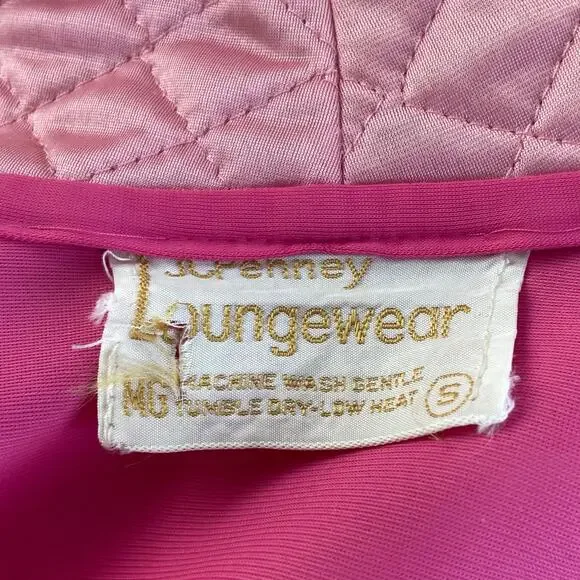 JCPenney
Loungewear
MG MACHINE WASH GENTLE
TUMBLE DRY-LOW HEAT S